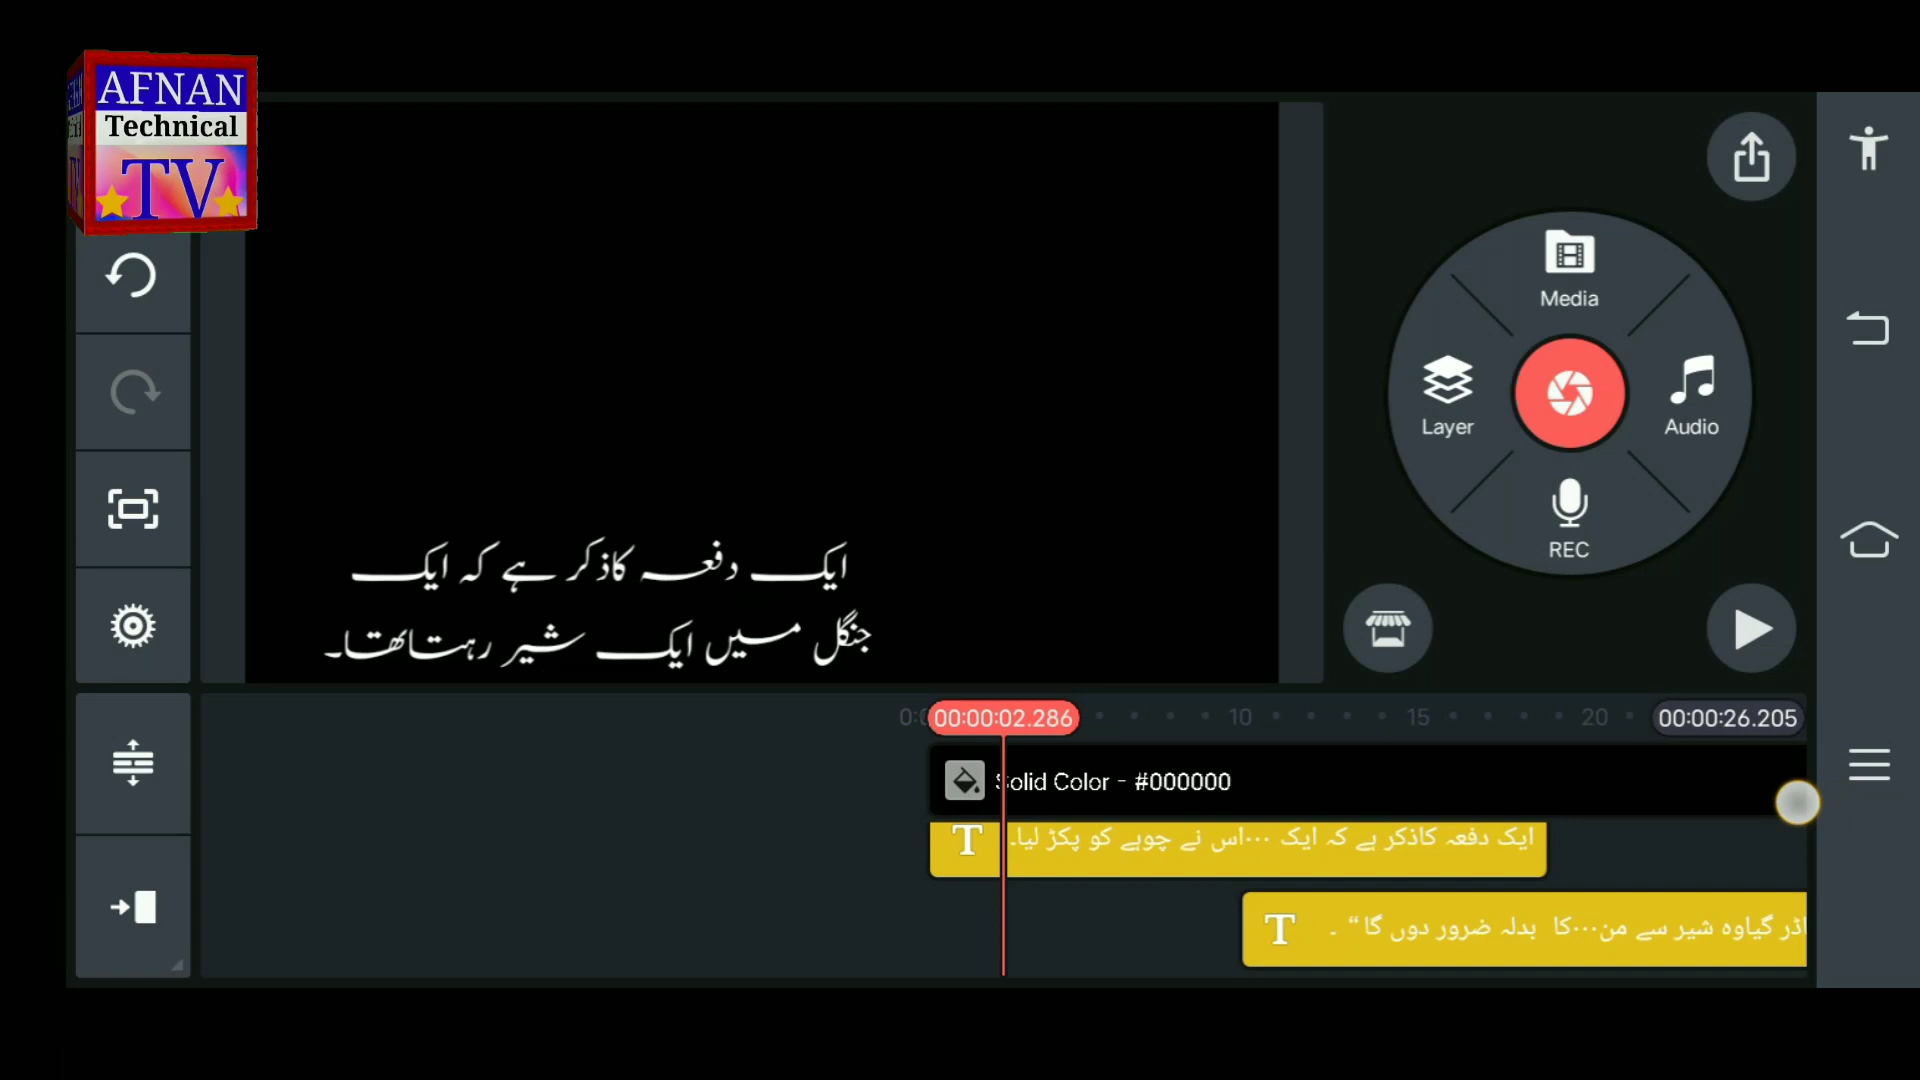 AFNAN
Technical
TV
Media
Layer
Audio
REC
ایک دفعہ کاذکر ہے کہ ایک
جنگل میں ایک شیر رہتاتھا۔
00:00:02.286
10
15
20
00:00:26.205
Solid Color - #000000
T
ایک دفعہ کاذکر ہے کہ ایک ...اس نے چوہے کو پکڑ لیا۔
T
ڈر گیاوہ شیر سے من...کا بدلہ ضرور دوں گا“ ۔